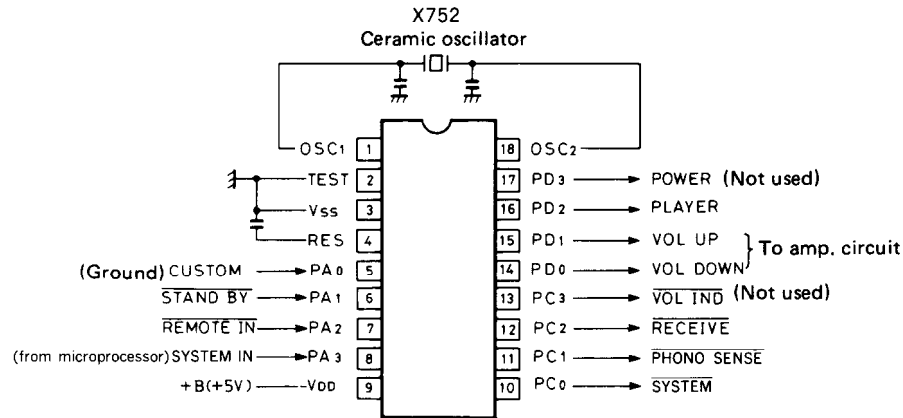 X752
Ceramic oscillator
OSC1 1 18 OSC2
TEST 2 17 PD3 POWER (Not used)
Vss 3 16 PD2 PLAYER
RES 4 15 PD1 VOL UP
To amp. circuit
(Ground) CUSTOM PA0 5 14 PD0 VOL DOWN
STAND BY PA1 6 13 PC3 VOL IND (Not used)
REMOTE IN PA2 7 12 PC2 RECEIVE
(from microprocessor) SYSTEM IN PA3 8 11 PC1 PHONO SENSE
+B(+5V) VDD 9 10 PC0 SYSTEM